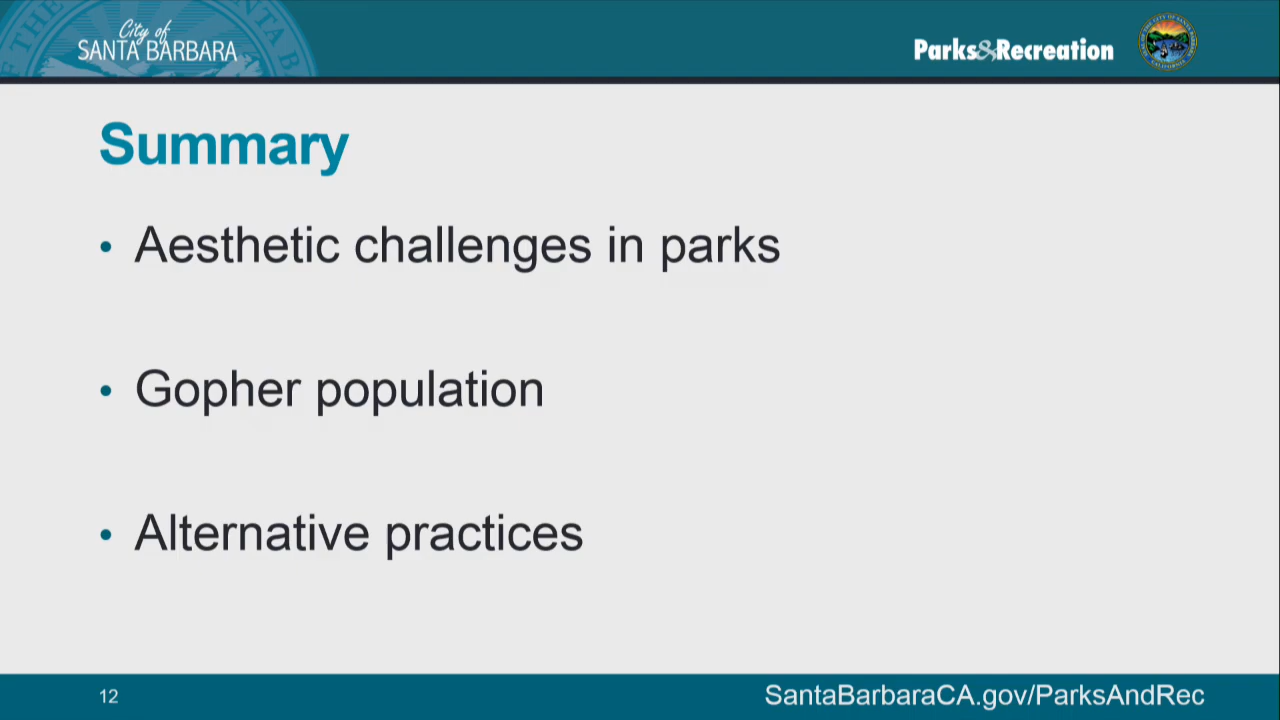 City of
SANTA BARBARA
Parks&Recreation
Summary
• Aesthetic challenges in parks
• Gopher population
• Alternative practices
12
SantaBarbaraCA.gov/ParksAndRec